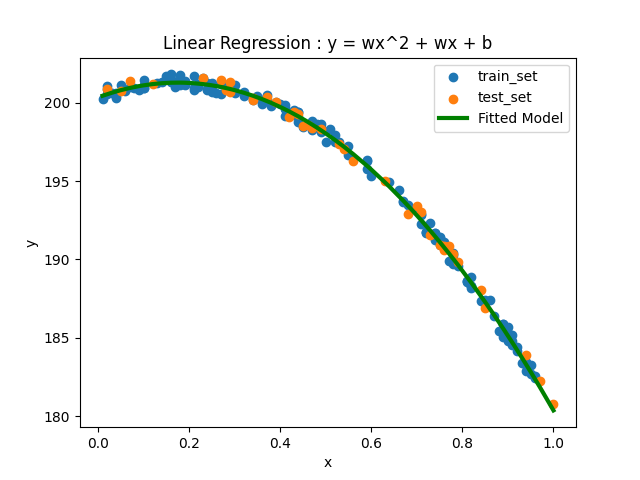 Linear Regression : y = wx^2 + wx + b
train_set
test_set
Fitted Model
y
200
195
190
185
180
0.0 0.2 0.4 0.6 0.8 1.0
x